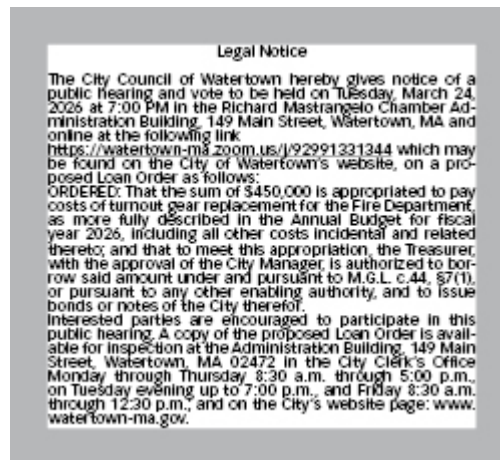 Legal Notice
The City Council of Watertown hereby gives notice of a
public hearing and vote to be held on Tuesday, March 24,
2026 at 7:00 PM in the Richard Mastrangelo Chamber Ad-
ministration Building, 149 Main Street, Watertown, MA and
online at the following link
https://watertown-ma.zoom.us/j/92991331344 which may
be found on the City of Watertown's website, on a pro-
posed Loan Order as follows:
ORDERED: That the sum of $450,000 is appropriated to pay
costs of turnout gear replacement for the Fire Department,
as more fully described in the Annual Budget for fiscal
year 2026, including all other costs incidental and related
thereto; and that to meet this appropriation, the Treasurer,
with the approval of the City Manager, is authorized to bor-
row said amount under and pursuant to M.G.L. c.44, §7(1),
or pursuant to any other enabling authority, and to issue
bonds or notes of the City therefor.
Interested parties are encouraged to participate in this
public hearing. A copy of the proposed Loan Order is avail-
able for inspection at the Administration Building, 149 Main
Street, Watertown, MA 02472 in the City Clerk's Office
Monday through Thursday 8:30 a.m. through 5:00 p.m.,
on Tuesday evening up to 7:00 p.m., and Friday 8:30 a.m.
through 12:30 p.m.; and on the City's website page: www.
watertown-ma.gov.